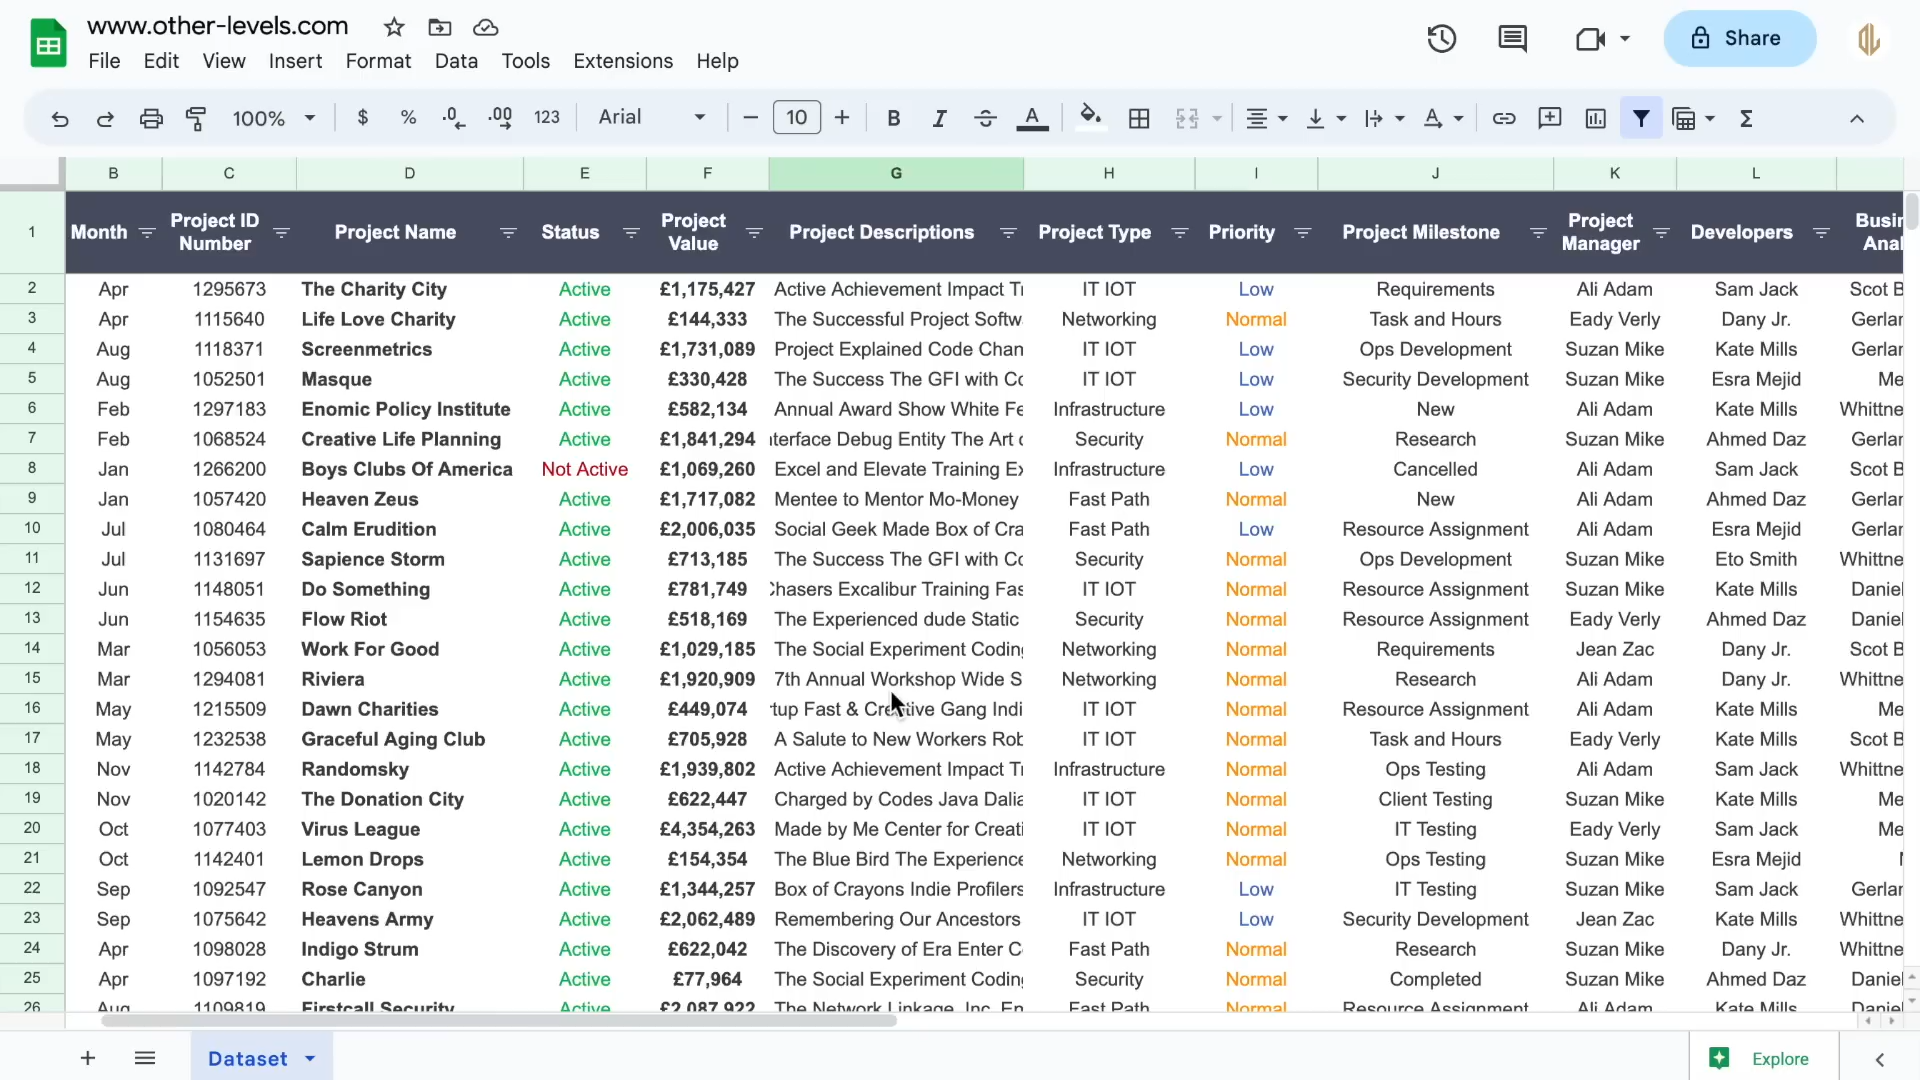 www.other-levels.com
File Edit View Insert Format Data Tools Extensions Help
Share
100% $ % .0 .00 123 Arial 10 B I A A Σ
B C D E F G H I J K L
1 Month Project ID Number Project Name Status Project Value Project Descriptions Project Type Priority Project Milestone Project Manager Developers Busin Anal
2 Apr 1295673 The Charity City Active £1,175,427 Active Achievement Impact Tr IT IOT Low Requirements Ali Adam Sam Jack Scot B
3 Apr 1115640 Life Love Charity Active £144,333 The Successful Project Softw Networking Normal Task and Hours Eady Verly Dany Jr. Gerlar
4 Aug 1118371 Screenmetrics Active £1,731,089 Project Explained Code Chan IT IOT Low Ops Development Suzan Mike Kate Mills Gerlar
5 Aug 1052501 Masque Active £330,428 The Success The GFI with Co IT IOT Low Security Development Suzan Mike Esra Mejid Me
6 Feb 1297183 Enomic Policy Institute Active £582,134 Annual Award Show White Fe Infrastructure Low New Ali Adam Kate Mills Whittne
7 Feb 1068524 Creative Life Planning Active £1,841,294 terface Debug Entity The Art Security Normal Research Suzan Mike Ahmed Daz Gerlar
8 Jan 1266200 Boys Clubs Of America Not Active £1,069,260 Excel and Elevate Training Ex Infrastructure Low Cancelled Ali Adam Sam Jack Scot B
9 Jan 1057420 Heaven Zeus Active £1,717,082 Mentee to Mentor Mo-Money Fast Path Normal New Ali Adam Ahmed Daz Gerlar
10 Jul 1080464 Calm Erudition Active £2,006,035 Social Geek Made Box of Cra Fast Path Low Resource Assignment Ali Adam Esra Mejid Gerlar
11 Jul 1131697 Sapience Storm Active £713,185 The Success The GFI with Co Security Normal Ops Development Suzan Mike Eto Smith Whittne
12 Jun 1148051 Do Something Active £781,749 Chasers Excalibur Training Fas IT IOT Normal Resource Assignment Suzan Mike Kate Mills Daniel
13 Jun 1154635 Flow Riot Active £518,169 The Experienced dude Static Security Normal Resource Assignment Eady Verly Ahmed Daz Daniel
14 Mar 1056053 Work For Good Active £1,029,185 The Social Experiment Coding Networking Normal Requirements Jean Zac Dany Jr. Scot B
15 Mar 1294081 Riviera Active £1,920,909 7th Annual Workshop Wide S Networking Normal Research Ali Adam Dany Jr. Whittne
16 May 1215509 Dawn Charities Active £449,074 tup Fast & Creative Gang Indi IT IOT Normal Resource Assignment Ali Adam Kate Mills Me
17 May 1232538 Graceful Aging Club Active £705,928 A Salute to New Workers Rob IT IOT Normal Task and Hours Eady Verly Kate Mills Scot B
18 Nov 1142784 Randomsky Active £1,939,802 Active Achievement Impact Tr Infrastructure Normal Ops Testing Ali Adam Sam Jack Whittne
19 Nov 1020142 The Donation City Active £622,447 Charged by Codes Java Dalia IT IOT Normal Client Testing Suzan Mike Kate Mills Me
20 Oct 1077403 Virus League Active £4,354,263 Made by Me Center for Creati IT IOT Normal IT Testing Eady Verly Sam Jack Me
21 Oct 1142401 Lemon Drops Active £154,354 The Blue Bird The Experience Networking Normal Ops Testing Suzan Mike Esra Mejid
22 Sep 1092547 Rose Canyon Active £1,344,257 Box of Crayons Indie Profilers Infrastructure Low IT Testing Suzan Mike Sam Jack Gerlar
23 Sep 1075642 Heavens Army Active £2,062,489 Remembering Our Ancestors IT IOT Low Security Development Jean Zac Kate Mills Whittne
24 Apr 1098028 Indigo Strum Active £622,042 The Discovery of Era Enter C Fast Path Normal Research Suzan Mike Dany Jr. Whittne
25 Apr 1097192 Charlie Active £77,964 The Social Experiment Coding Security Normal Completed Suzan Mike Ahmed Daz Daniel
26 Aug 1109819 Firstcall Security Active £2,087,922 The Network Linkage, Inc. En Fast Path Normal Resource Assignment Ali Adam Kate Mills Daniel
Dataset Explore